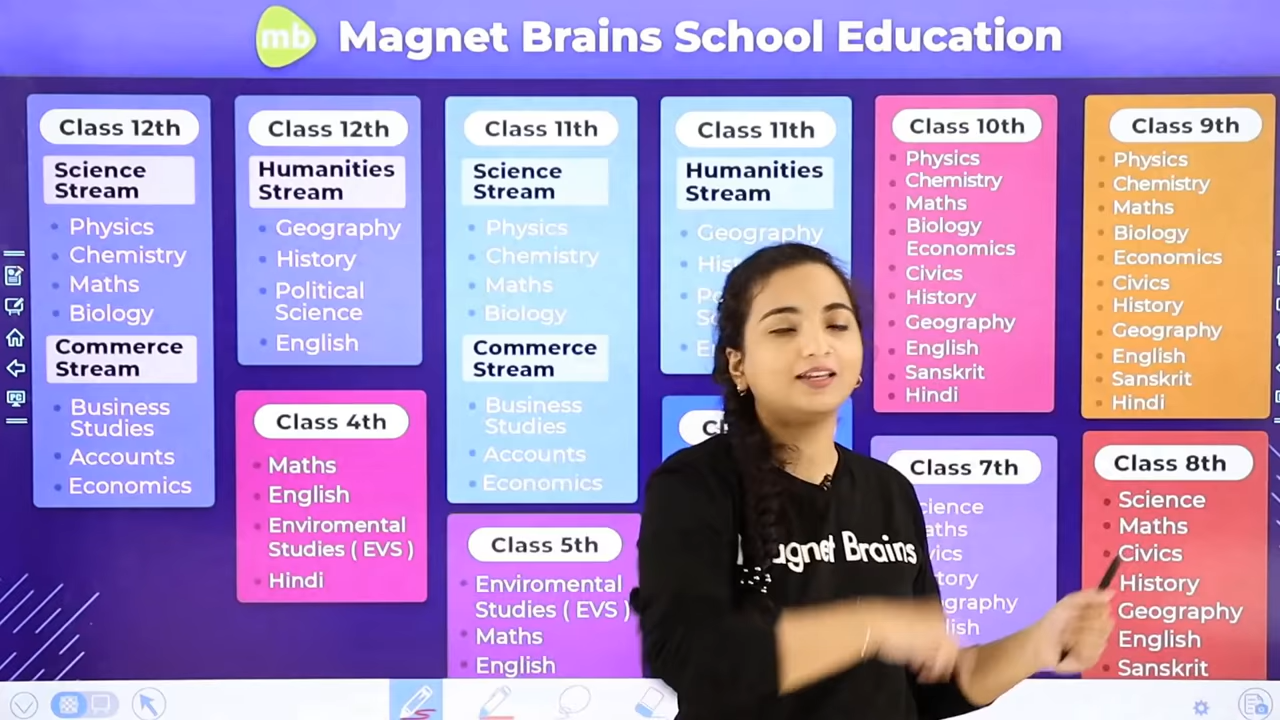 mb Magnet Brains School Education
Class 12th
Science
Stream
Physics
Chemistry
Maths
Biology
Commerce
Stream
Business
Studies
Accounts
Economics
Class 12th
Humanities
Stream
Geography
History
Political
Science
English
Class 4th
Maths
English
Enviromental
Studies ( EVS )
Hindi
Class 11th
Science
Stream
Physics
Chemistry
Maths
Biology
Commerce
Stream
Business
Studies
Accounts
Economics
Class 5th
Enviromental
Studies ( EVS )
Maths
English
Class 11th
Humanities
Stream
Geography
Class 10th
Physics
Chemistry
Maths
Biology
Economics
Civics
History
Geography
English
Sanskrit
Hindi
Class 7th
Class 9th
Physics
Chemistry
Maths
Biology
Economics
Civics
History
Geography
English
Sanskrit
Hindi
Class 8th
Science
Maths
Civics
History
Geography
English
Sanskrit
Brains
PC